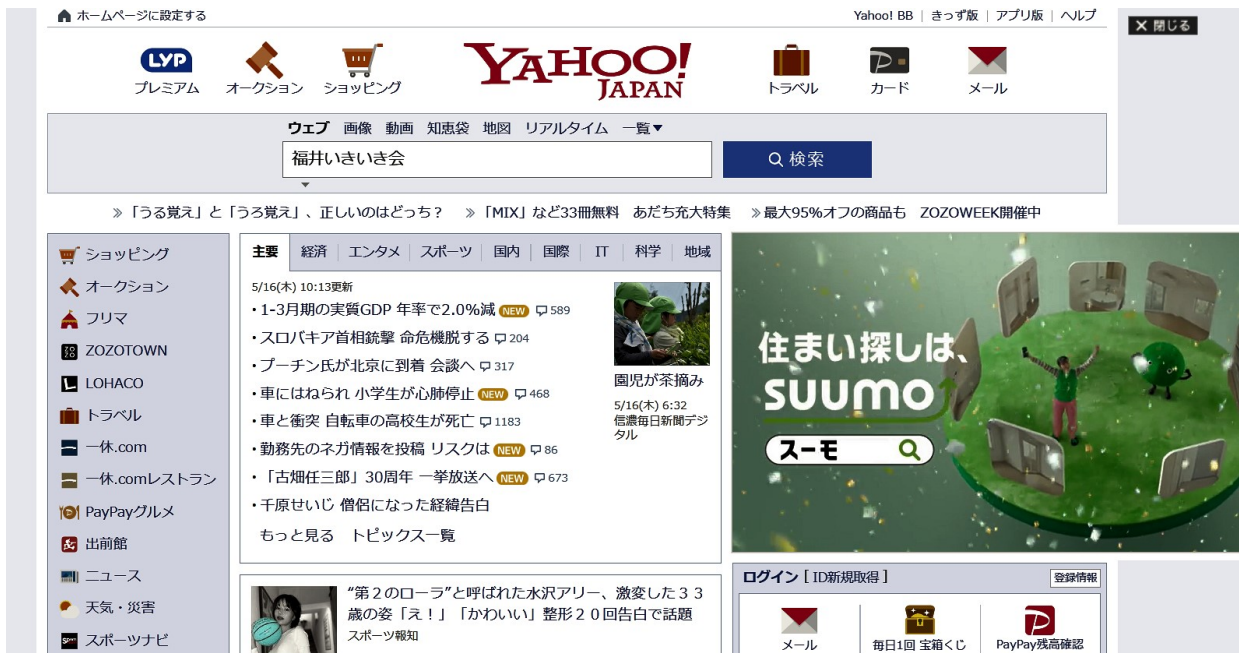 ホームページに設定する
Yahoo! BB | きっず版 | アプリ版 | ヘルプ
× 閉じる
LYP
プレミアム
オークション
ショッピング
YAHOO!
JAPAN
トラベル
カード
メール
ウェブ 画像 動画 知恵袋 地図 リアルタイム 一覧▼
福井いきいき会
検索
≫「うる覚え」と「うろ覚え」、正しいのはどっち？ ≫「MIX」など33冊無料 あだち充大特集 ≫最大95%オフの商品も ZOZOWEEK開催中
ショッピング
オークション
フリマ
ZOZOTOWN
LOHACO
トラベル
一休.com
一休.comレストラン
PayPayグルメ
出前館
ニュース
天気・災害
スポーツナビ
主要 経済 エンタメ スポーツ 国内 国際 IT 科学 地域
5/16(木) 10:13更新
・1-3月期の実質GDP 年率で2.0%減 NEW 589
・スロバキア首相銃撃 命危機脱する 204
・プーチン氏が北京に到着 会談へ 317
・車にはねられ 小学生が心肺停止 NEW 468
・車と衝突 自転車の高校生が死亡 1183
・勤務先のネガ情報を投稿 リスクは NEW 86
・「古畑任三郎」30周年 一挙放送へ NEW 673
・千原せいじ 僧侶になった経緯告白
もっと見る トピックス一覧
園児が茶摘み
5/16(木) 6:32
信濃毎日新聞デジ
タル
“第２のローラ”と呼ばれた水沢アリー、激変した３３
歳の姿「え！」「かわいい」整形２０回告白で話題
スポーツ報知
住まい探しは、
SUUMO
スーモ
ログイン [ ID新規取得 ]
登録情報
メール
毎日1回 宝箱くじ
PayPay残高確認